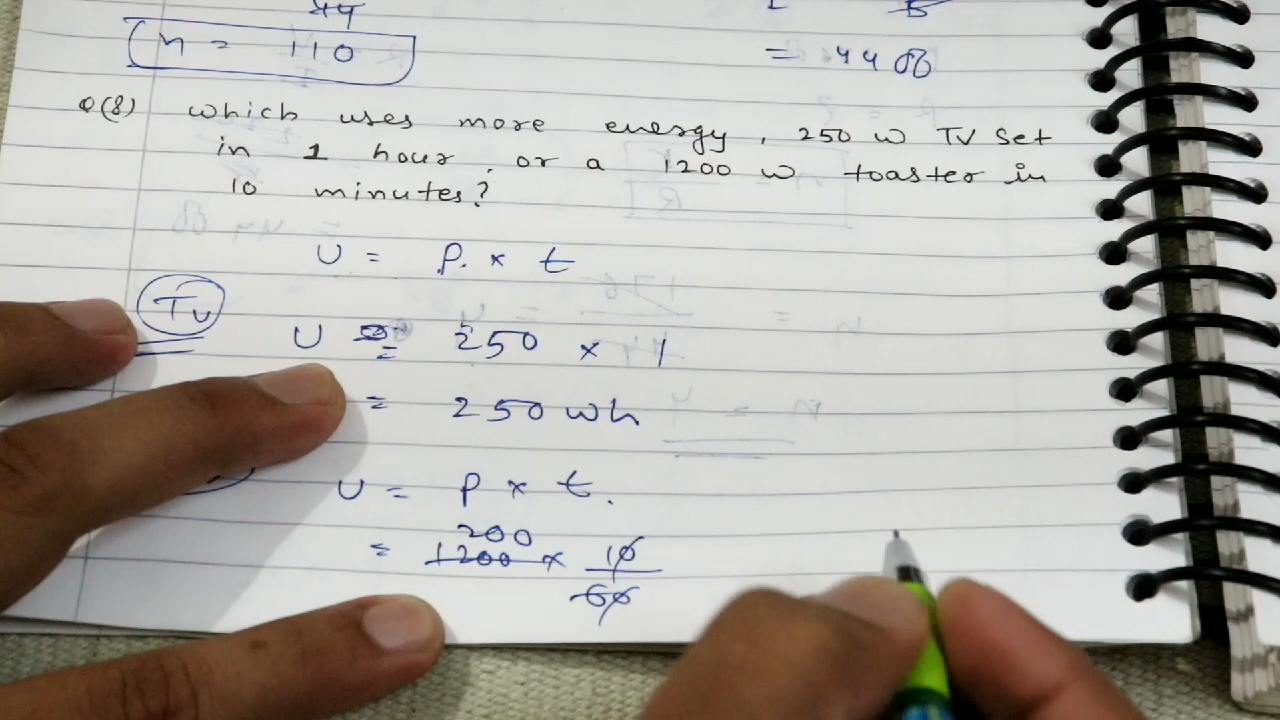 44
n = 110
= 44
Q(8) which uses more energy, 250 W TV set
in 1 hour, or a 1200 W toaster in
10 minutes?
U = P × t
TV
U = 250 × 1
= 250 wh
U = P × t.
200
= 1200 × 10
60